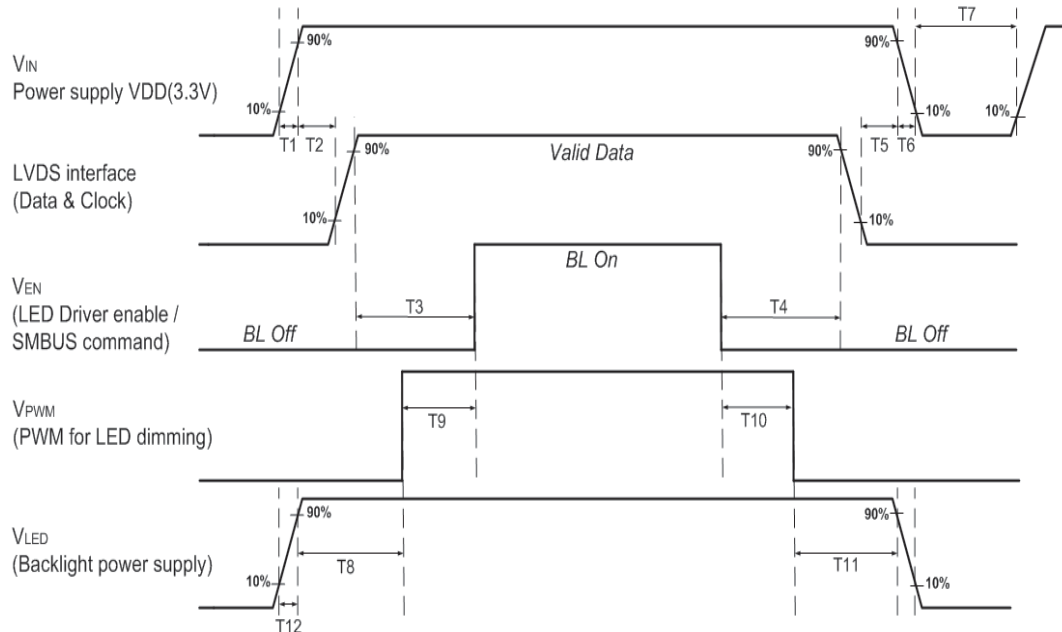 T7
VIN
Power supply VDD(3.3V)
90%
90%
10%
10%
10%
T1
T2
T5
T6
LVDS interface
(Data & Clock)
90%
Valid Data
90%
10%
10%
VEN
(LED Driver enable /
SMBUS command)
BL On
T3
T4
BL Off
BL Off
VPWM
(PWM for LED dimming)
T9
T10
VLED
(Backlight power supply)
90%
90%
T8
T11
10%
10%
T12